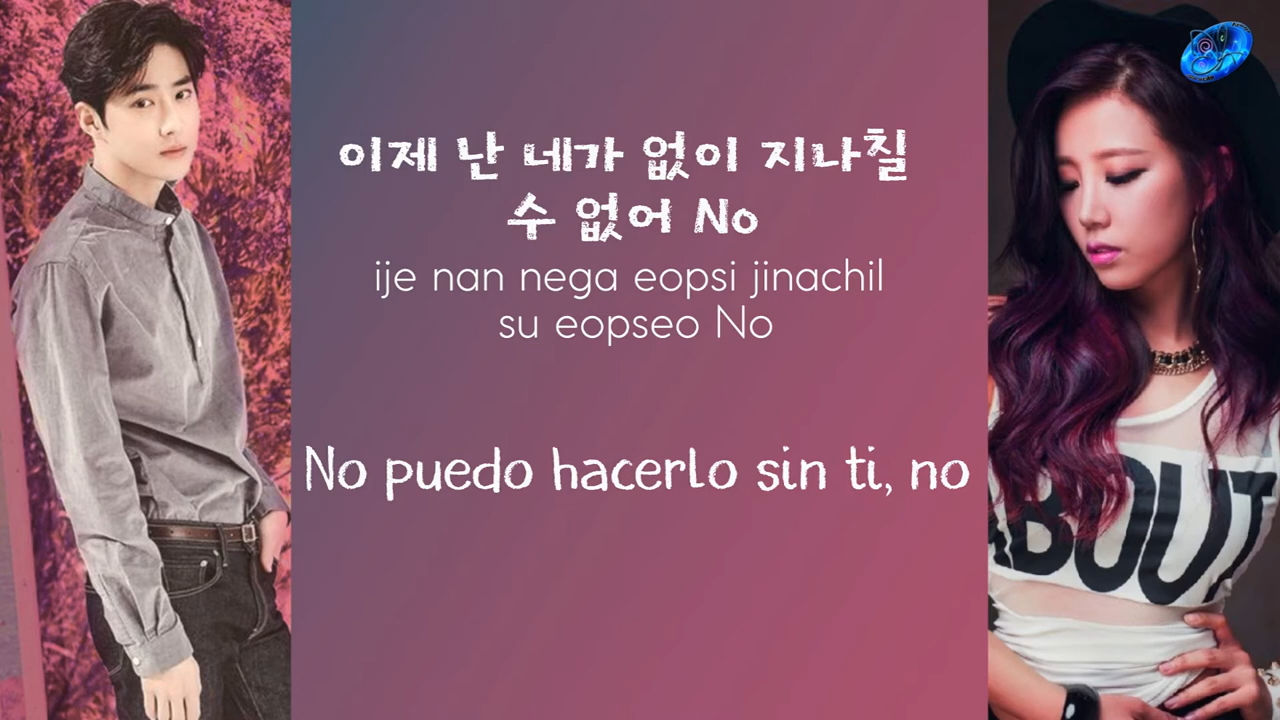 이제 난 네가 없이 지나칠
수 없어 No
ije nan nega eopsi jinachil
su eopseo No
No puedo hacerlo sin ti, no
ABOUT